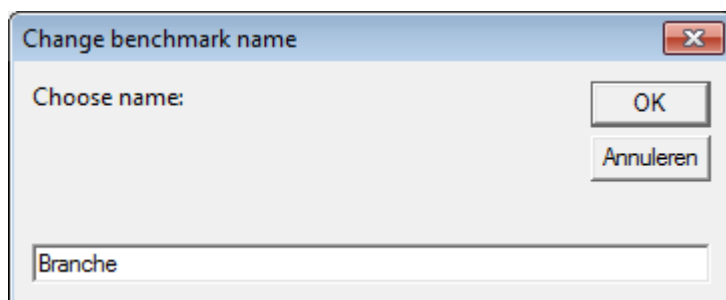 Change benchmark name
Choose name:
OK
Annuleren
Branche